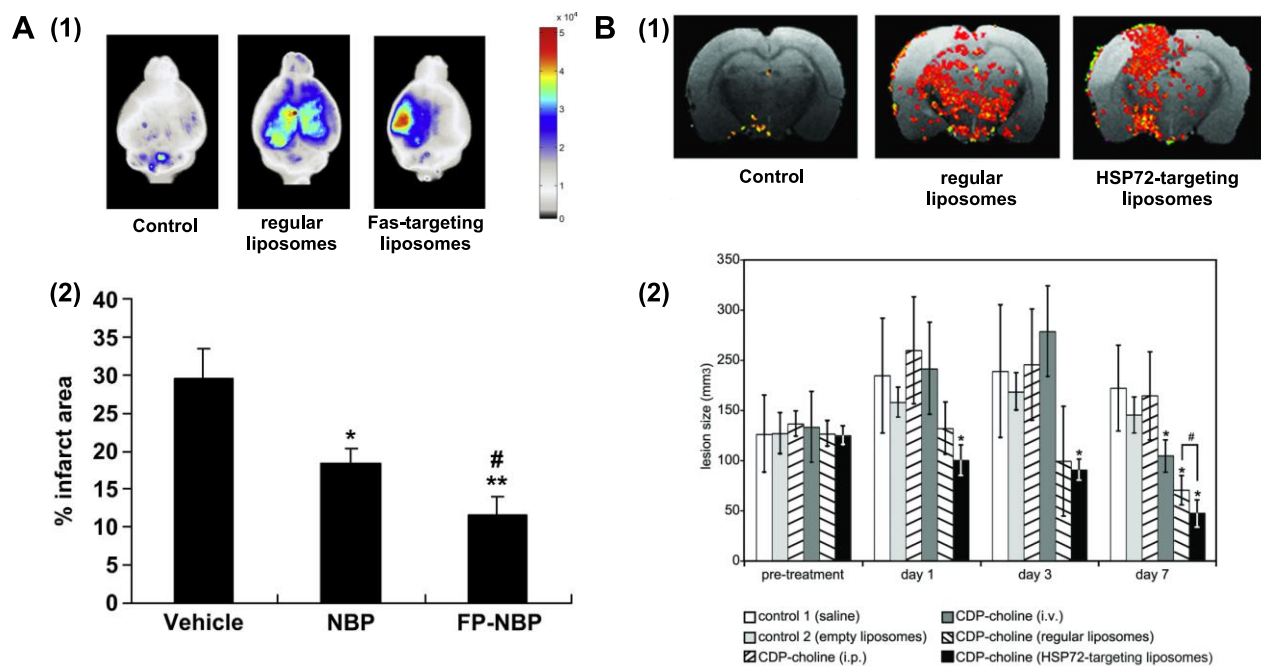 A (1)
5 x 10⁴
4
3
2
1
0
Control
regular
liposomes
Fas-targeting
liposomes
B (1)
Control
regular
liposomes
HSP72-targeting
liposomes
(2)
40
35
30
25
20
15
10
5
0
% infarct area
*
#
**
Vehicle
NBP
FP-NBP
(2)
350
250
250
150
100
50
0
lesion size (mm3)
*
*
*
*
#
*
pre-treatment
day 1
day 3
day 7
control 1 (saline)
control 2 (empty liposomes)
CDP-choline (i.p.)
CDP-choline (i.v.)
CDP-choline (regular liposomes)
CDP-choline (HSP72-targeting liposomes)